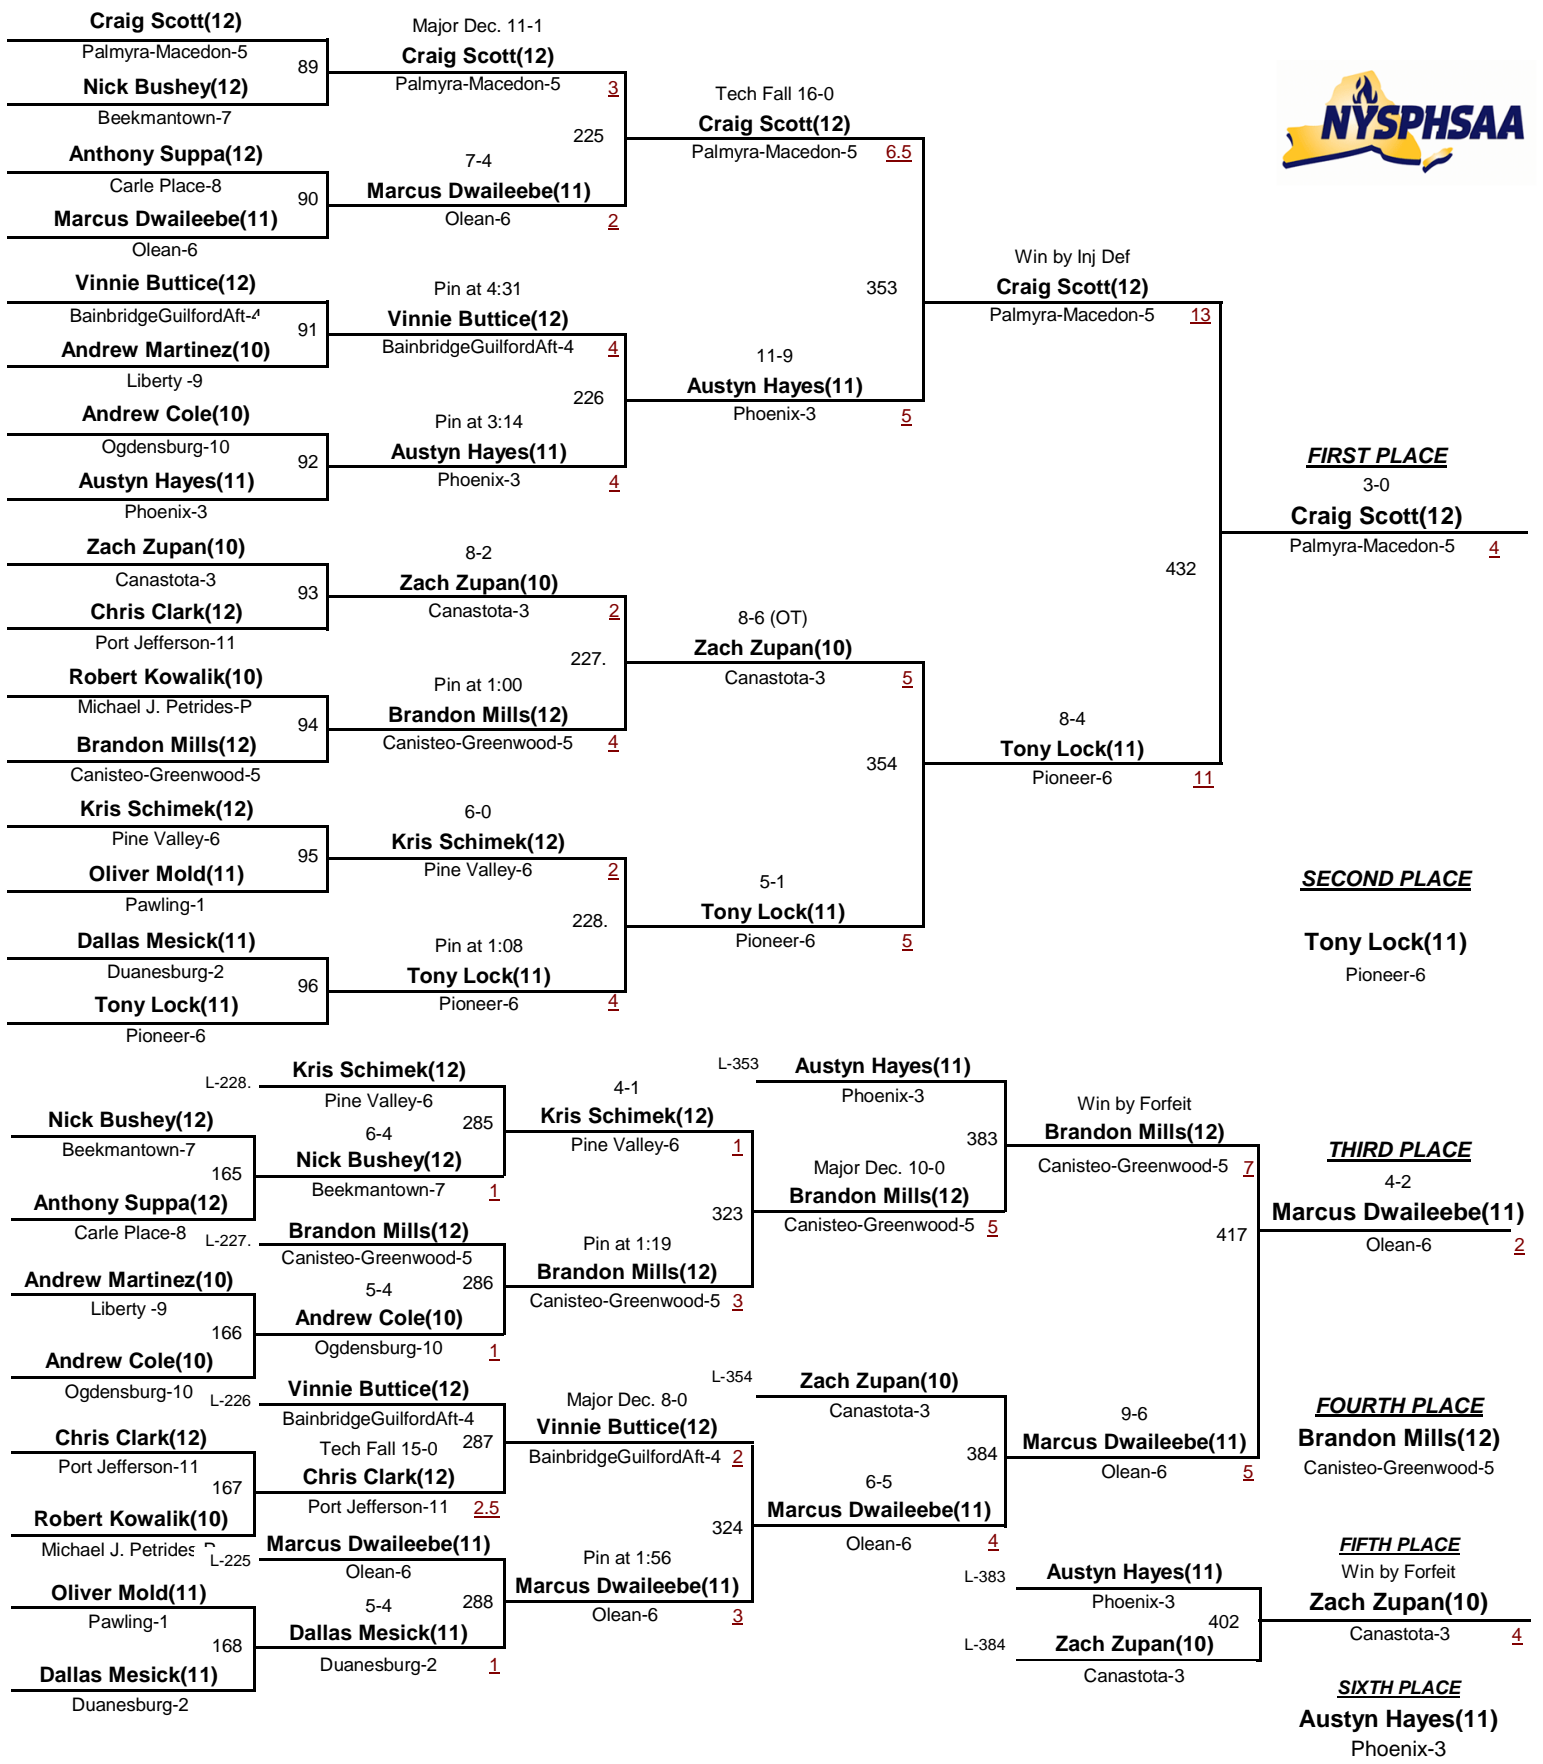 Craig Scott(12)
Palmyra-Macedon-5
89
Nick Bushey(12)
Beekmantown-7
Anthony Suppa(12)
Carle Place-8
90
Marcus Dwaileebe(11)
Olean-6
Vinnie Buttice(12)
BainbridgeGuilfordAft-4
91
Andrew Martinez(10)
Liberty -9
Andrew Cole(10)
Ogdensburg-10
92
Austyn Hayes(11)
Phoenix-3
Zach Zupan(10)
Canastota-3
93
Chris Clark(12)
Port Jefferson-11
Robert Kowalik(10)
Michael J. Petrides-P
94
Brandon Mills(12)
Canisteo-Greenwood-5
Kris Schimek(12)
Pine Valley-6
95
Oliver Mold(11)
Pawling-1
Dallas Mesick(11)
Duanesburg-2
96
Tony Lock(11)
Pioneer-6
Major Dec. 11-1
Craig Scott(12)
Palmyra-Macedon-5 3
225
7-4
Marcus Dwaileebe(11)
Olean-6 2
Pin at 4:31
Vinnie Buttice(12)
BainbridgeGuilfordAft-4 4
226
Pin at 3:14
Austyn Hayes(11)
Phoenix-3 4
8-2
Zach Zupan(10)
Canastota-3 2
227.
Pin at 1:00
Brandon Mills(12)
Canisteo-Greenwood-5 4
6-0
Kris Schimek(12)
Pine Valley-6 2
228.
Pin at 1:08
Tony Lock(11)
Pioneer-6 4
Tech Fall 16-0
Craig Scott(12)
Palmyra-Macedon-5 6.5
353
11-9
Austyn Hayes(11)
Phoenix-3 5
8-6 (OT)
Zach Zupan(10)
Canastota-3 5
354
5-1
Tony Lock(11)
Pioneer-6 5
Win by Inj Def
Craig Scott(12)
Palmyra-Macedon-5 13
432
8-4
Tony Lock(11)
Pioneer-6 11
NYSPHSAA
FIRST PLACE
3-0
Craig Scott(12)
Palmyra-Macedon-5 4
SECOND PLACE
Tony Lock(11)
Pioneer-6
Nick Bushey(12)
Beekmantown-7
165
Anthony Suppa(12)
Carle Place-8
Andrew Martinez(10)
Liberty -9
166
Andrew Cole(10)
Ogdensburg-10
Chris Clark(12)
Port Jefferson-11
167
Robert Kowalik(10)
Michael J. Petrides-P
Oliver Mold(11)
Pawling-1
168
Dallas Mesick(11)
Duanesburg-2
L-228.
Kris Schimek(12)
Pine Valley-6
285
6-4
Nick Bushey(12)
Beekmantown-7 1
L-227.
Brandon Mills(12)
Canisteo-Greenwood-5
286
5-4
Andrew Cole(10)
Ogdensburg-10 1
L-226
Vinnie Buttice(12)
BainbridgeGuilfordAft-4
287
Tech Fall 15-0
Chris Clark(12)
Port Jefferson-11 2.5
L-225
Marcus Dwaileebe(11)
Olean-6
288
5-4
Dallas Mesick(11)
Duanesburg-2 1
4-1
Kris Schimek(12)
Pine Valley-6 1
323
Pin at 1:19
Brandon Mills(12)
Canisteo-Greenwood-5 3
Major Dec. 8-0
Vinnie Buttice(12)
BainbridgeGuilfordAft-4 2
324
Pin at 1:56
Marcus Dwaileebe(11)
Olean-6 3
L-353
Austyn Hayes(11)
Phoenix-3
383
Major Dec. 10-0
Brandon Mills(12)
Canisteo-Greenwood-5 5
L-354
Zach Zupan(10)
Canastota-3
384
6-5
Marcus Dwaileebe(11)
Olean-6 4
Win by Forfeit
Brandon Mills(12)
Canisteo-Greenwood-5 7
417
9-6
Marcus Dwaileebe(11)
Olean-6 5
L-383
Austyn Hayes(11)
Phoenix-3
402
L-384
Zach Zupan(10)
Canastota-3
THIRD PLACE
4-2
Marcus Dwaileebe(11)
Olean-6 2
FOURTH PLACE
Brandon Mills(12)
Canisteo-Greenwood-5
FIFTH PLACE
Win by Forfeit
Zach Zupan(10)
Canastota-3 4
SIXTH PLACE
Austyn Hayes(11)
Phoenix-3